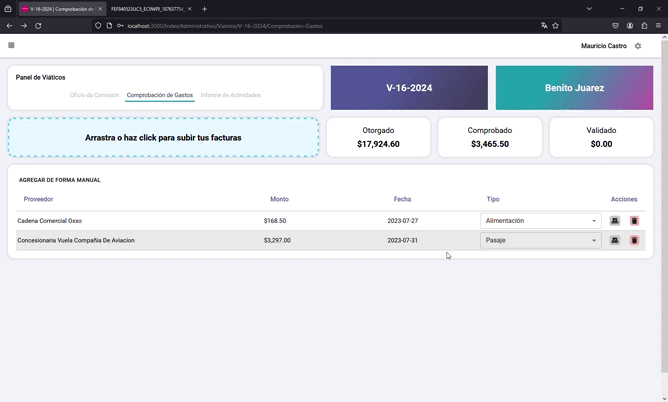 V-16-2024 | Comprobación de
FEF840523UC5_EC9WRI_18763771
localhost:3000/Index/Administrativo/Viaticos/V-16-2024/Comprobacion-Gastos
Mauricio Castro
Panel de Viáticos
Oficio de Comisión
Comprobación de Gastos
Informe de Actividades
V-16-2024
Benito Juarez
Arrastra o haz click para subir tus facturas
Otorgado
$17,924.60
Comprobado
$3,465.50
Validado
$0.00
AGREGAR DE FORMA MANUAL
Proveedor Monto Fecha Tipo Acciones
Cadena Comercial Oxxo $168.50 2023-07-27 Alimentación
Concesionaria Vuela Compañia De Aviacion $3,297.00 2023-07-31 Pasaje